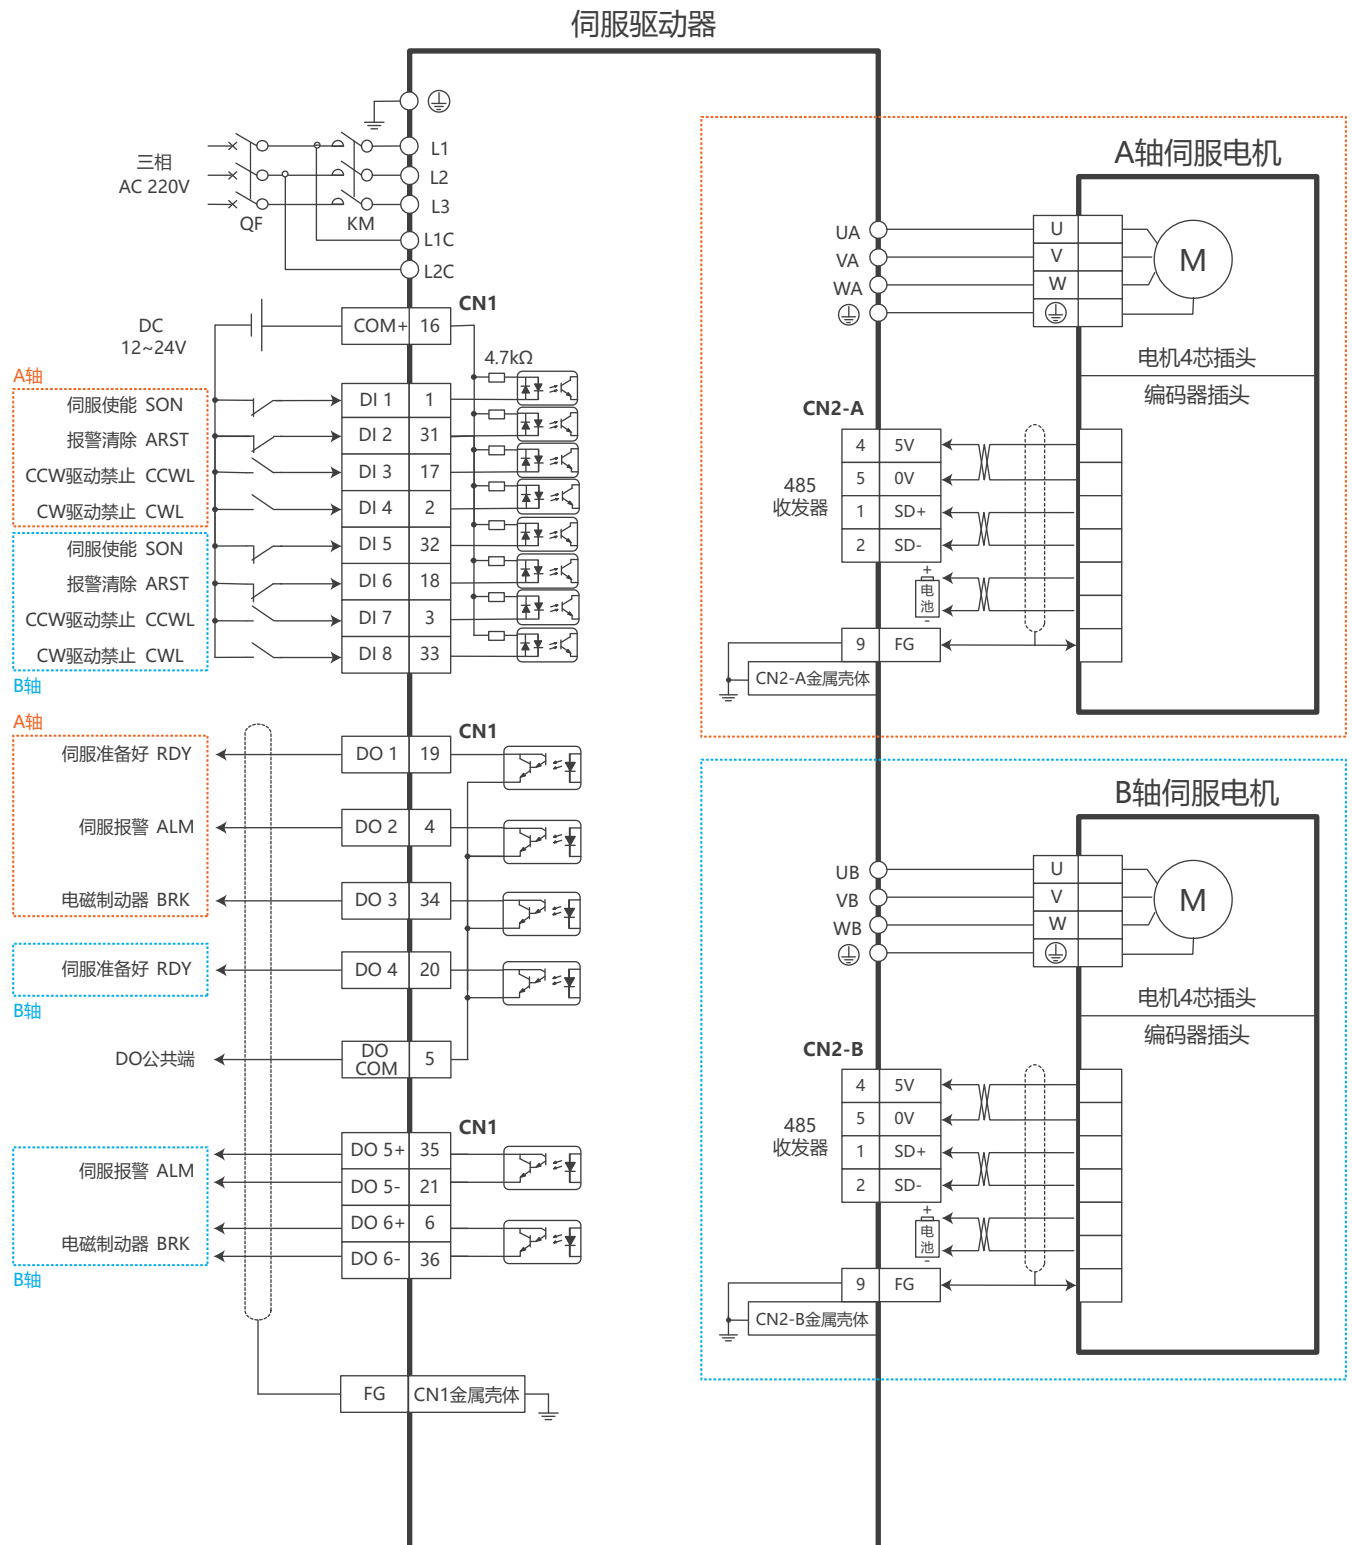 伺服驱动器
三相
AC 220V
QF
KM
L1
L2
L3
L1C
L2C
DC
12~24V
CN1
COM+ 16
4.7kΩ
A轴
伺服使能 SON
DI 1 1
报警清除 ARST
DI 2 31
CCW驱动禁止 CCWL
DI 3 17
CW驱动禁止 CWL
DI 4 2
伺服使能 SON
DI 5 32
报警清除 ARST
DI 6 18
CCW驱动禁止 CCWL
DI 7 3
CW驱动禁止 CWL
DI 8 33
B轴
A轴
CN1
伺服准备好 RDY
DO 1 19
伺服报警 ALM
DO 2 4
电磁制动器 BRK
DO 3 34
伺服准备好 RDY
DO 4 20
B轴
DO公共端
DO
COM
5
CN1
伺服报警 ALM
DO 5+ 35
DO 5- 21
电磁制动器 BRK
DO 6+ 6
DO 6- 36
B轴
FG
CN1金属壳体
A轴伺服电机
UA
VA
WA
U
V
W
M
电机4芯插头
编码器插头
CN2-A
485
收发器
4 5V
5 0V
1 SD+
2 SD-
+
电
池
-
9 FG
CN2-A金属壳体
B轴伺服电机
UB
VB
WB
U
V
W
M
电机4芯插头
编码器插头
CN2-B
485
收发器
4 5V
5 0V
1 SD+
2 SD-
+
电
池
-
9 FG
CN2-B金属壳体